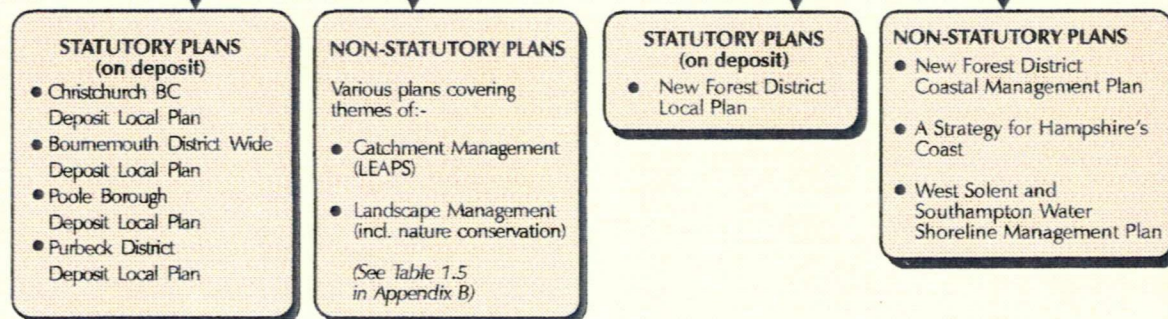 STATUTORY PLANS
(on deposit)
● Christchurch BC
Deposit Local Plan
● Bournemouth District Wide
Deposit Local Plan
● Poole Borough
Deposit Local Plan
● Purbeck District
Deposit Local Plan
NON-STATUTORY PLANS
Various plans covering
themes of:-
● Catchment Management
(LEAPS)
● Landscape Management
(incl. nature conservation)
(See Table 1.5
in Appendix B)
STATUTORY PLANS
(on deposit)
● New Forest District
Local Plan
NON-STATUTORY PLANS
● New Forest District
Coastal Management Plan
● A Strategy for Hampshire's
Coast
● West Solent and
Southampton Water
Shoreline Management Plan